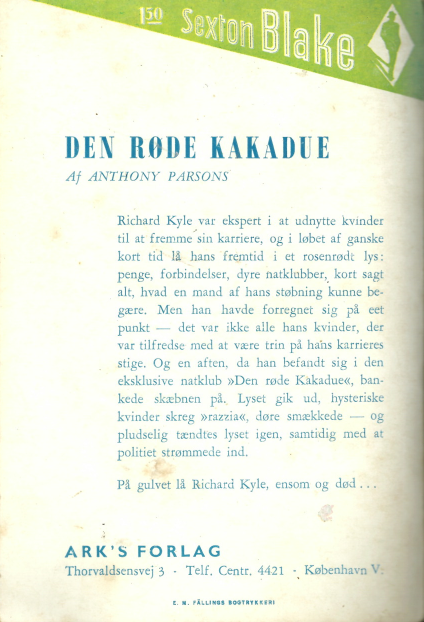 1.50 Sexton Blake
DEN RØDE KAKADUE
Af ANTHONY PARSONS
Richard Kyle var ekspert i at udnytte kvinder
til at fremme sin karriere, og i løbet af ganske
kort tid lå hans fremtid i et rosenrødt lys:
penge, forbindelser, dyre natklubber, kort sagt
alt, hvad en mand af hans støbning kunne be-
gære. Men han havde forregnet sig på eet
punkt — det var ikke alle hans kvinder, der
var tilfredse med at være trin på hans karrieres
stige. Og en aften, da han befandt sig i den
eksklusive natklub »Den røde Kakadue«, ban-
kede skæbnen på. Lyset gik ud, hysteriske
kvinder skreg »razzia«, døre smækkede — og
pludselig tændtes lyset igen, samtidig med at
politiet strømmede ind.
På gulvet lå Richard Kyle, ensom og død . . .
ARK'S FORLAG
Thorvaldsensvej 3 - Telf. Centr. 4421 - København V.
E. M. FÄLLINGS BOGTRYKKERI